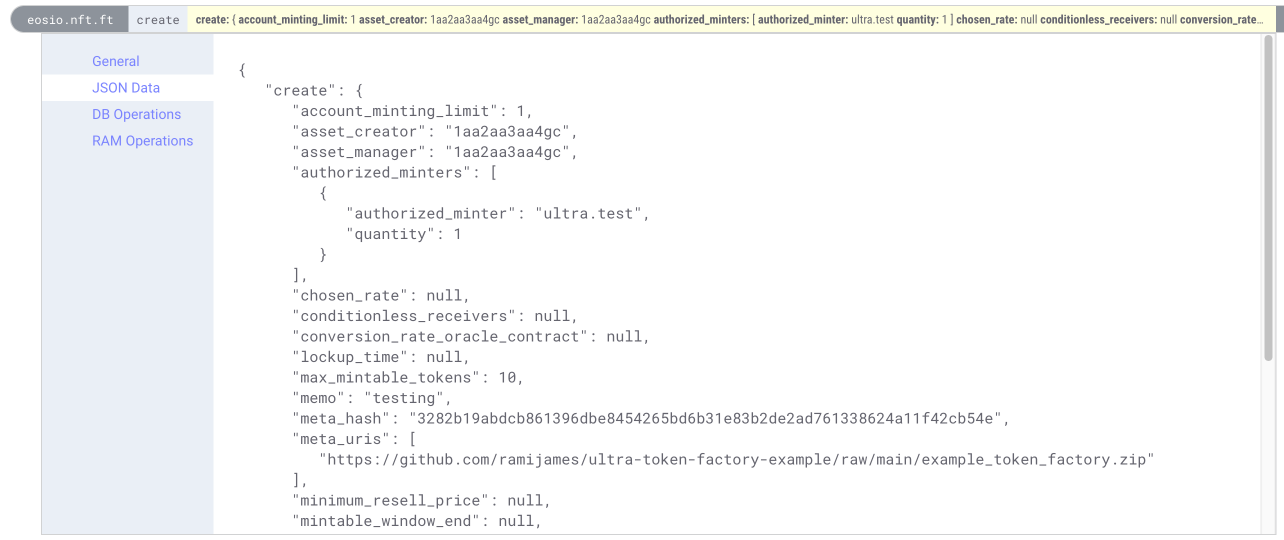 eosio.nft.ft create create: { account_minting_limit: 1 asset_creator: 1aa2aa3aa4gc asset_manager: 1aa2aa3aa4gc authorized_minters: [ authorized_minter: ultra.test quantity: 1 ] chosen_rate: null conditionless_receivers: null conversion_rate...
General
JSON Data
DB Operations
RAM Operations
{
"create": {
"account_minting_limit": 1,
"asset_creator": "1aa2aa3aa4gc",
"asset_manager": "1aa2aa3aa4gc",
"authorized_minters": [
{
"authorized_minter": "ultra.test",
"quantity": 1
}
],
"chosen_rate": null,
"conditionless_receivers": null,
"conversion_rate_oracle_contract": null,
"lockup_time": null,
"max_mintable_tokens": 10,
"memo": "testing",
"meta_hash": "3282b19abdcb861396dbe8454265bd6b31e83b2de2ad761338624a11f42cb54e",
"meta_uris": [
"https://github.com/ramijames/ultra-token-factory-example/raw/main/example_token_factory.zip"
],
"minimum_resell_price": null,
"mintable_window_end": null,